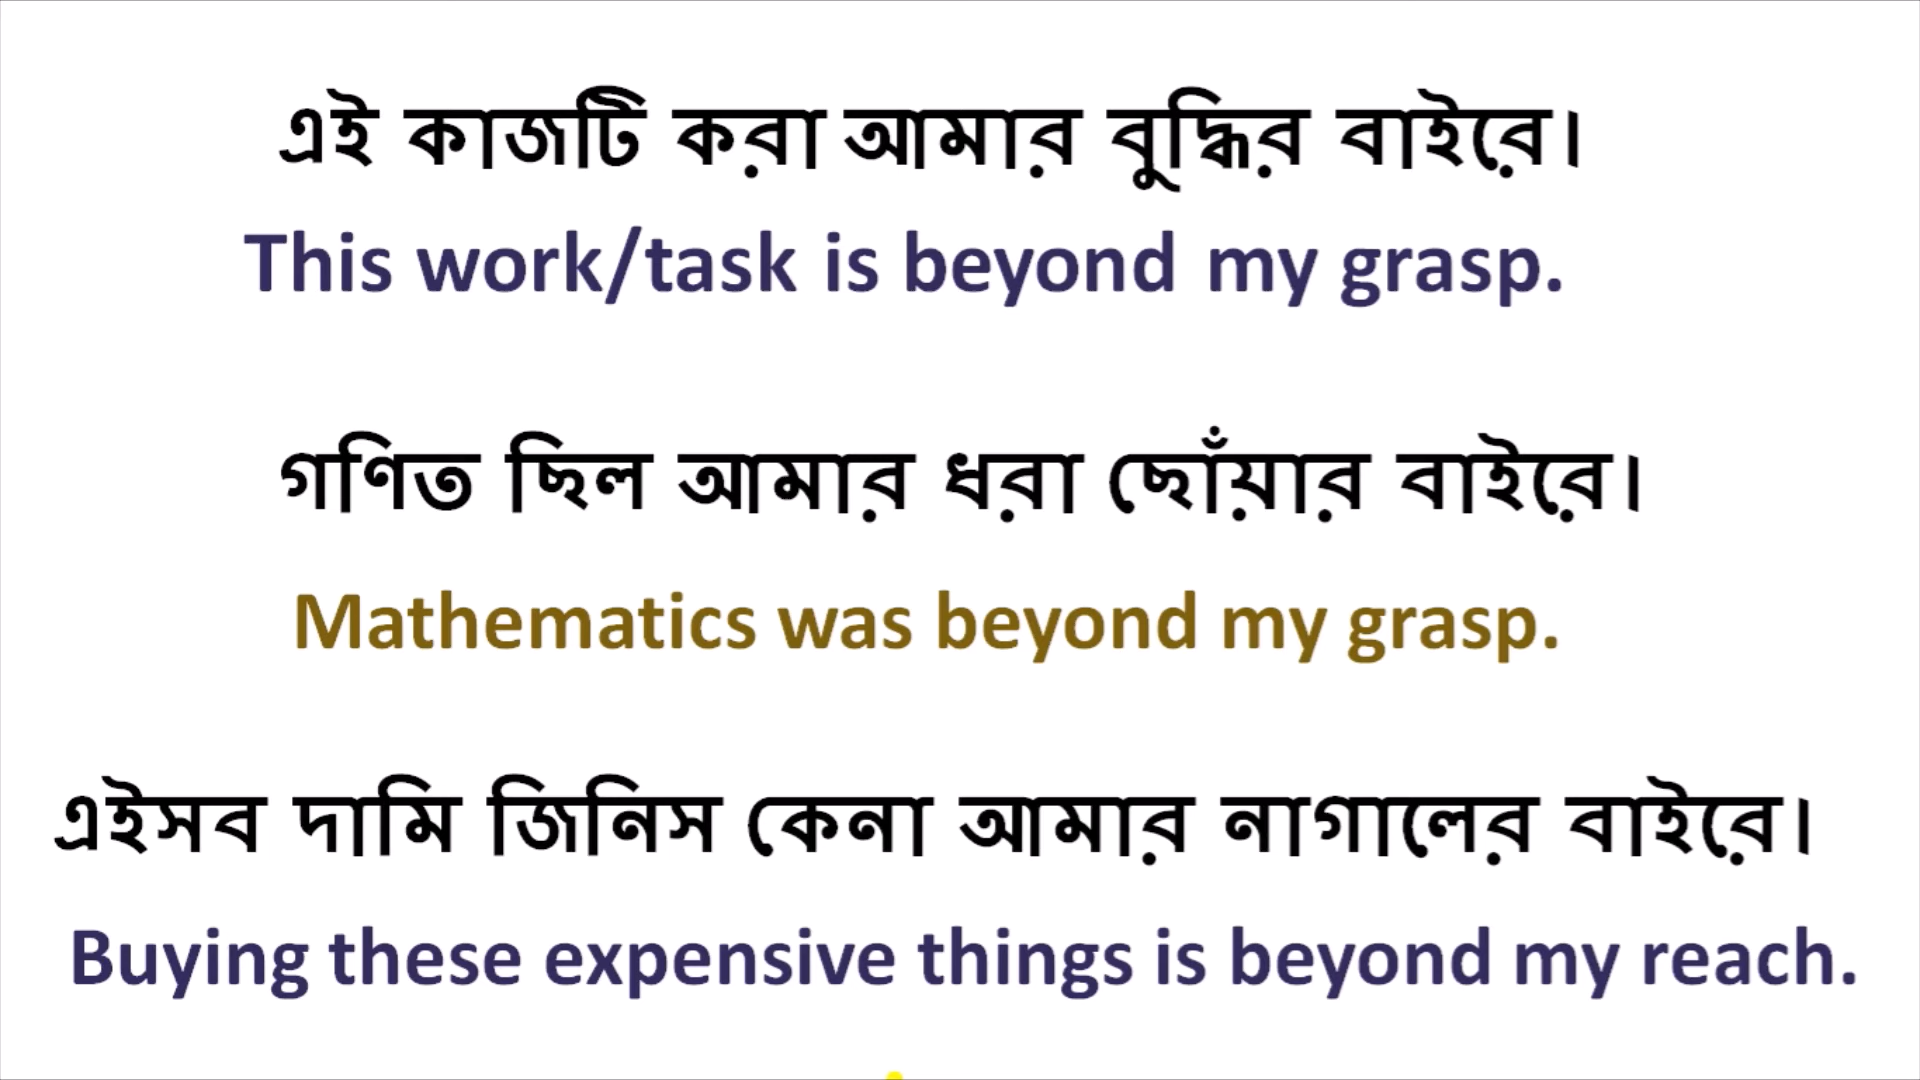 এই কাজটি করা আমার বুদ্ধির বাইরে।
This work/task is beyond my grasp.
গণিত ছিল আমার ধরা ছোঁয়ার বাইরে।
Mathematics was beyond my grasp.
এইসব দামি জিনিস কেনা আমার নাগালের বাইরে।
Buying these expensive things is beyond my reach.